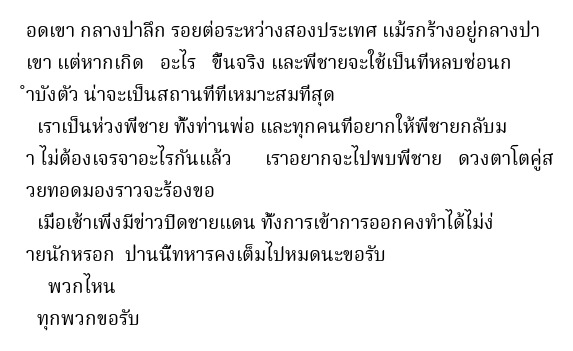 อดเขา กลางป่าลึก รอยต่อระหว่างสองประเทศ แม้รกร้างอยู่กลางป่า
เขา แต่หากเกิด อะไร ขึ้นจริง และพี่ชายจะใช้เป็นที่หลบซ่อนก
ำบังตัว น่าจะเป็นสถานที่ที่เหมาะสมที่สุด
เราเป็นห่วงพี่ชาย ทั้งท่านพ่อ และทุกคนที่อยากให้พี่ชายกลับม
า ไม่ต้องเจรจาอะไรกันแล้ว เราอยากจะไปพบพี่ชาย ดวงตาโตคู่ส
วยทอดมองราวจะร้องขอ
เมื่อเช้าเพิ่งมีข่าวปิดชายแดน ทั้งการเข้าการออกคงทำได้ไม่ง่
ายนักหรอก ป่านนี้ทหารคงเต็มไปหมดนะขอรับ
พวกไหน
ทุกพวกขอรับ